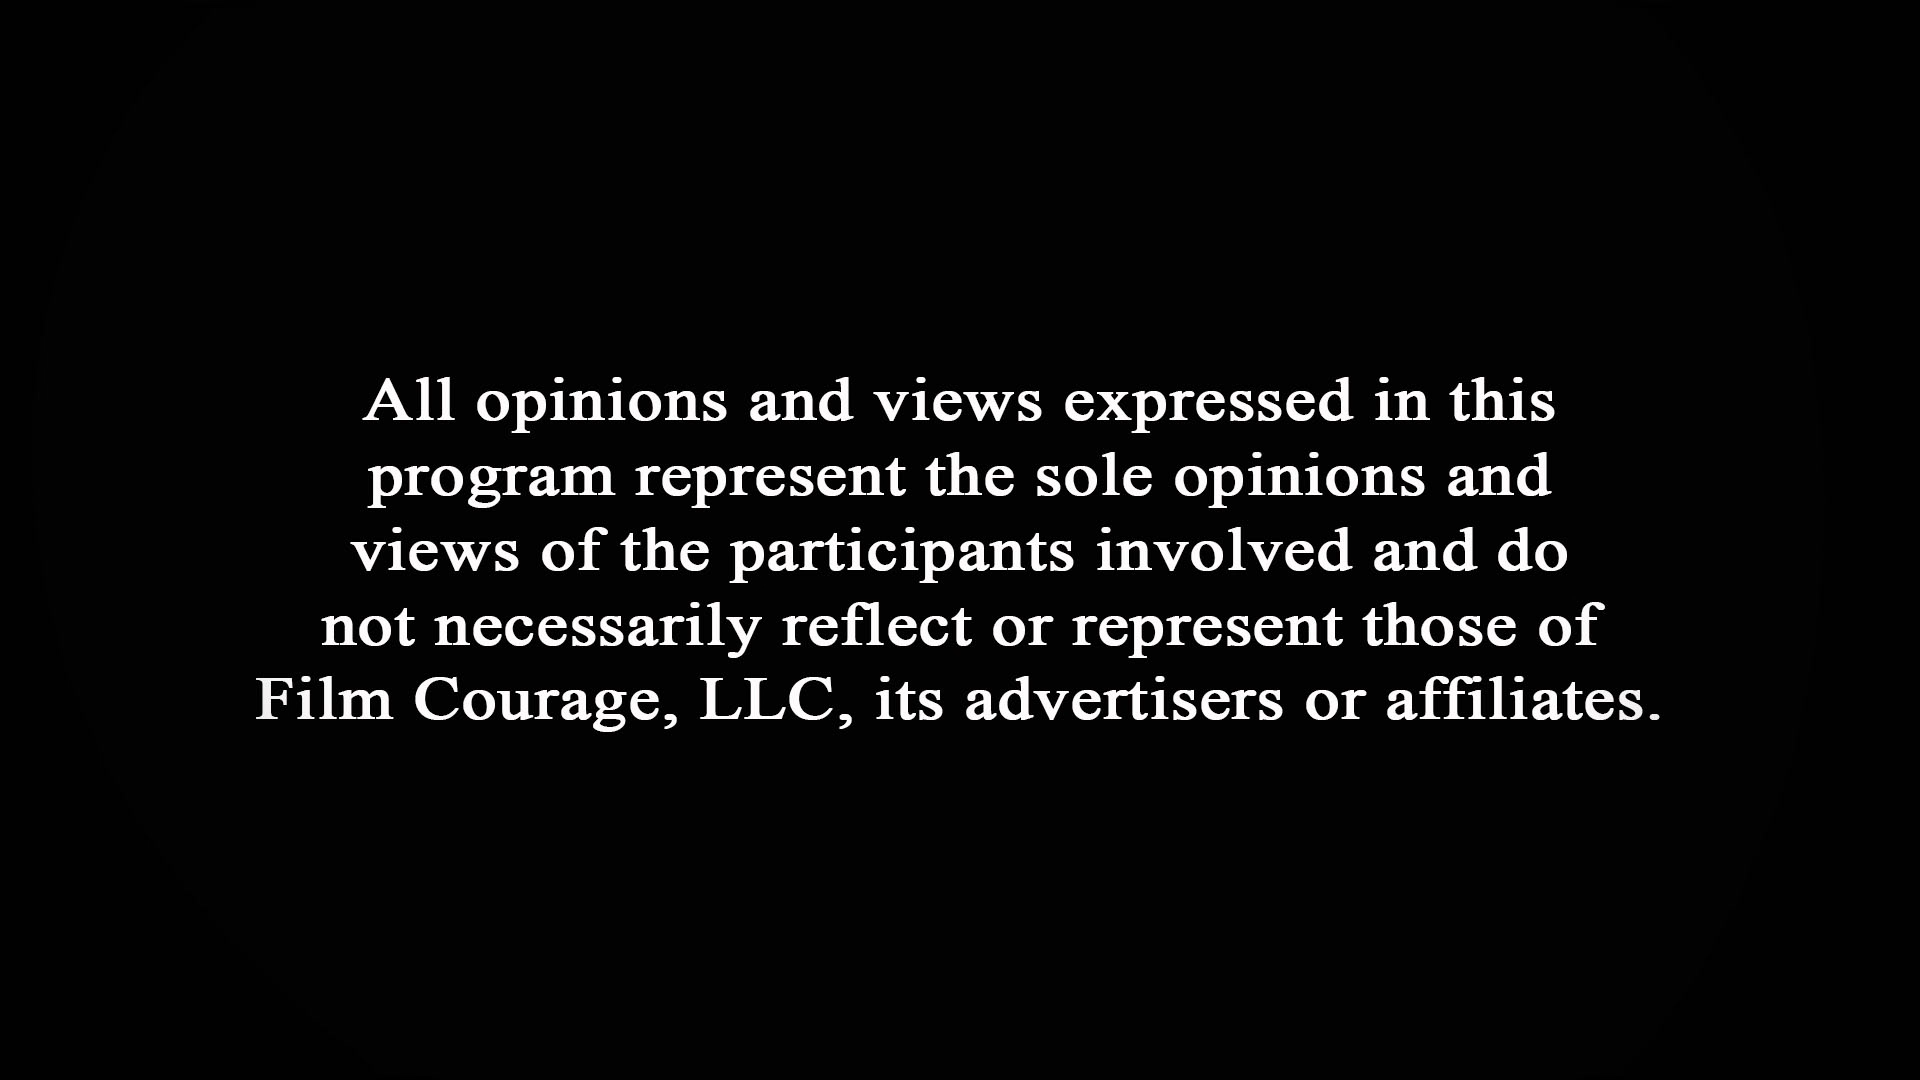 All opinions and views expressed in this
program represent the sole opinions and
views of the participants involved and do
not necessarily reflect or represent those of
Film Courage, LLC, its advertisers or affiliates.